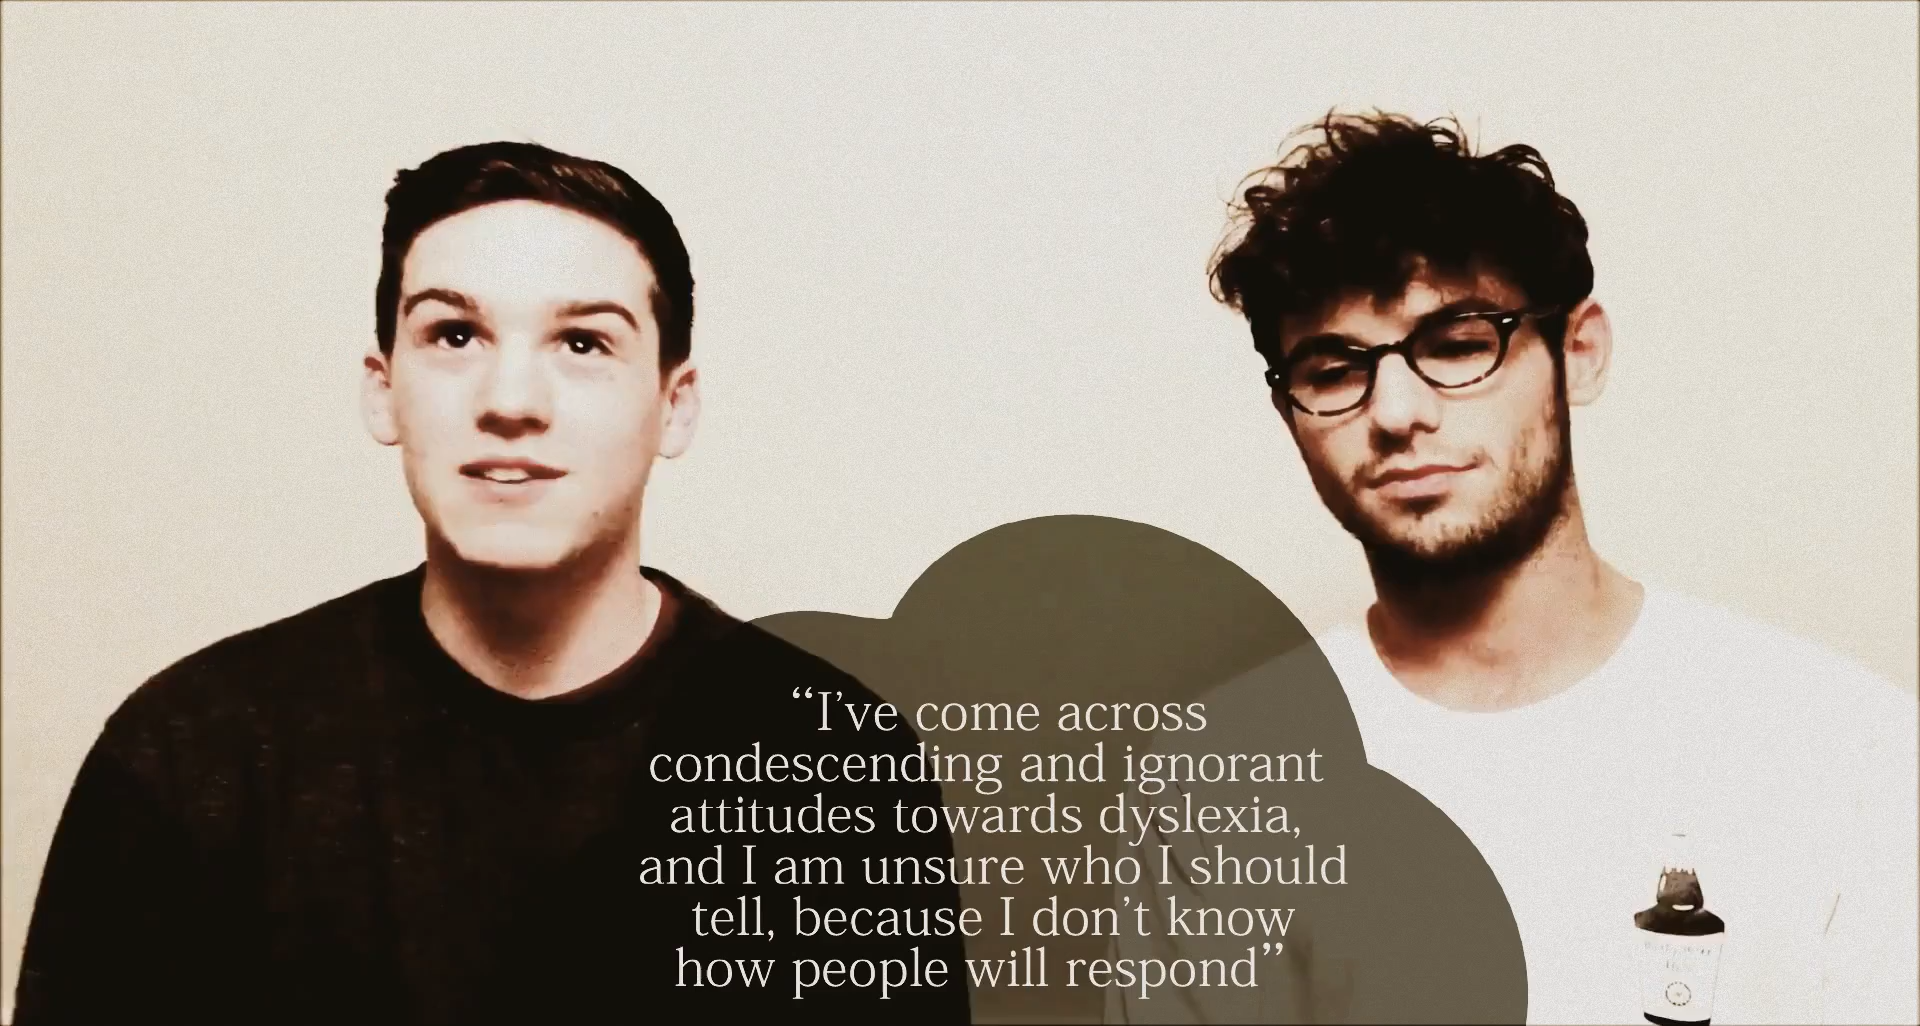 “I’ve come across
condescending and ignorant
attitudes towards dyslexia,
and I am unsure who I should
tell, because I don’t know
how people will respond”